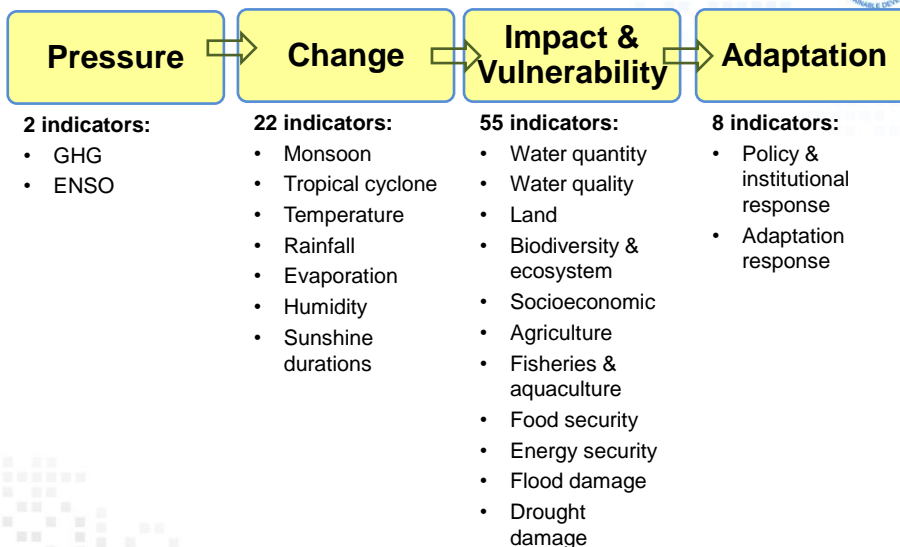 Pressure
Change
Impact &
Vulnerability
Adaptation
2 indicators:
• GHG
• ENSO
22 indicators:
• Monsoon
• Tropical cyclone
• Temperature
• Rainfall
• Evaporation
• Humidity
• Sunshine
durations
55 indicators:
• Water quantity
• Water quality
• Land
• Biodiversity &
ecosystem
• Socioeconomic
• Agriculture
• Fisheries &
aquaculture
• Food security
• Energy security
• Flood damage
• Drought
damage
8 indicators:
• Policy &
institutional
response
• Adaptation
response